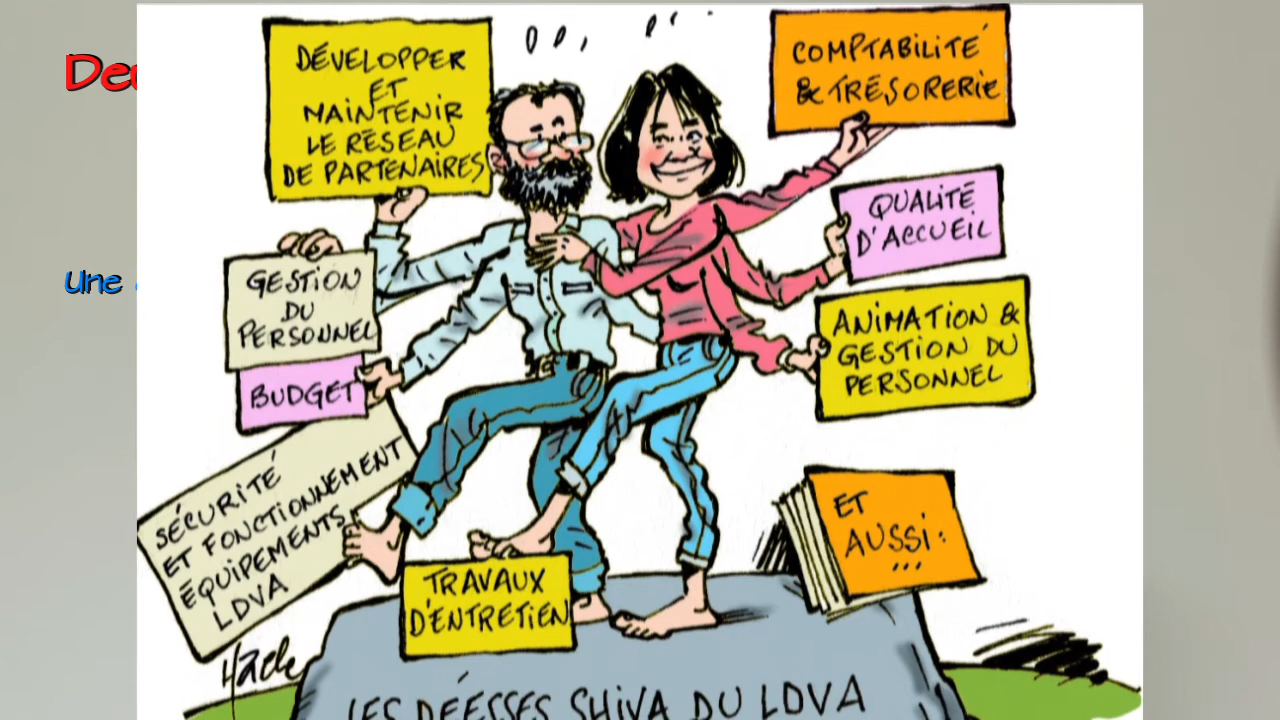 DÉVELOPPER
ET
MAINTENIR
LE RÉSEAU
DE PARTENAIRES
COMPTABILITÉ
& TRÉSORERIE
QUALITÉ
D'ACCUEIL
GESTION
DU
PERSONNEL
BUDGET
ANIMATION &
GESTION DU
PERSONNEL
SÉCURITÉ
ET FONCTIONNEMENT
ÉQUIPEMENTS
LDVA
TRAVAUX
D'ENTRETIEN
ET
AUSSI :
...
LES DÉESSES SHIVA DU LDVA
Une